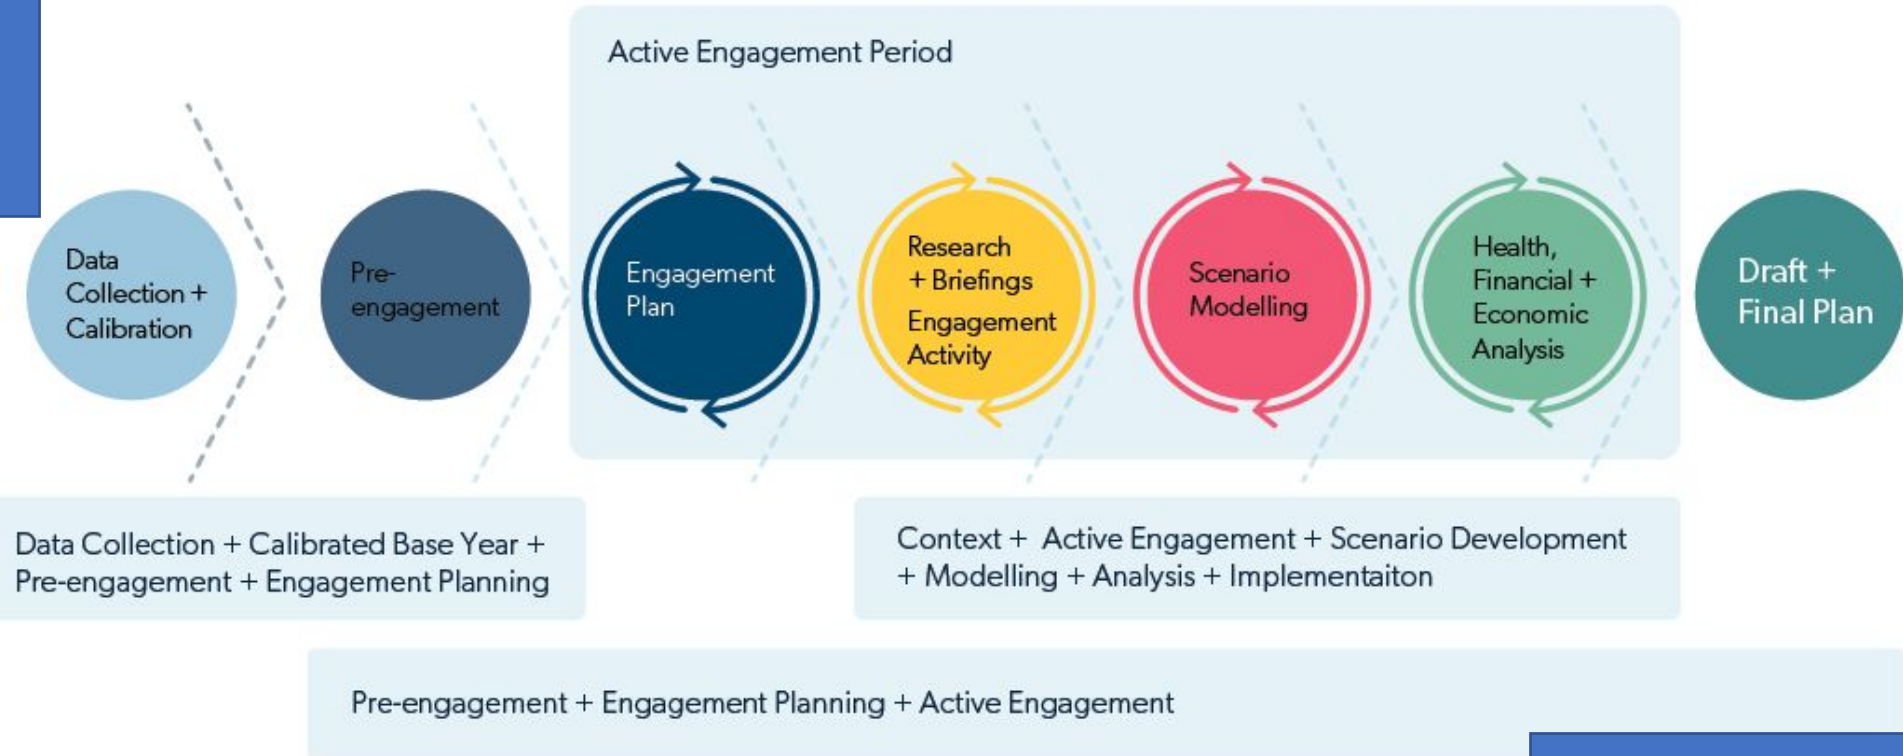 Active Engagement Period
Data
Collection +
Calibration
Pre-
engagement
Engagement
Plan
Research
+ Briefings
Engagement
Activity
Scenario
Modelling
Health,
Financial +
Economic
Analysis
Draft +
Final Plan
Data Collection + Calibrated Base Year +
Pre-engagement + Engagement Planning
Context + Active Engagement + Scenario Development
+ Modelling + Analysis + Implementaiton
Pre-engagement + Engagement Planning + Active Engagement